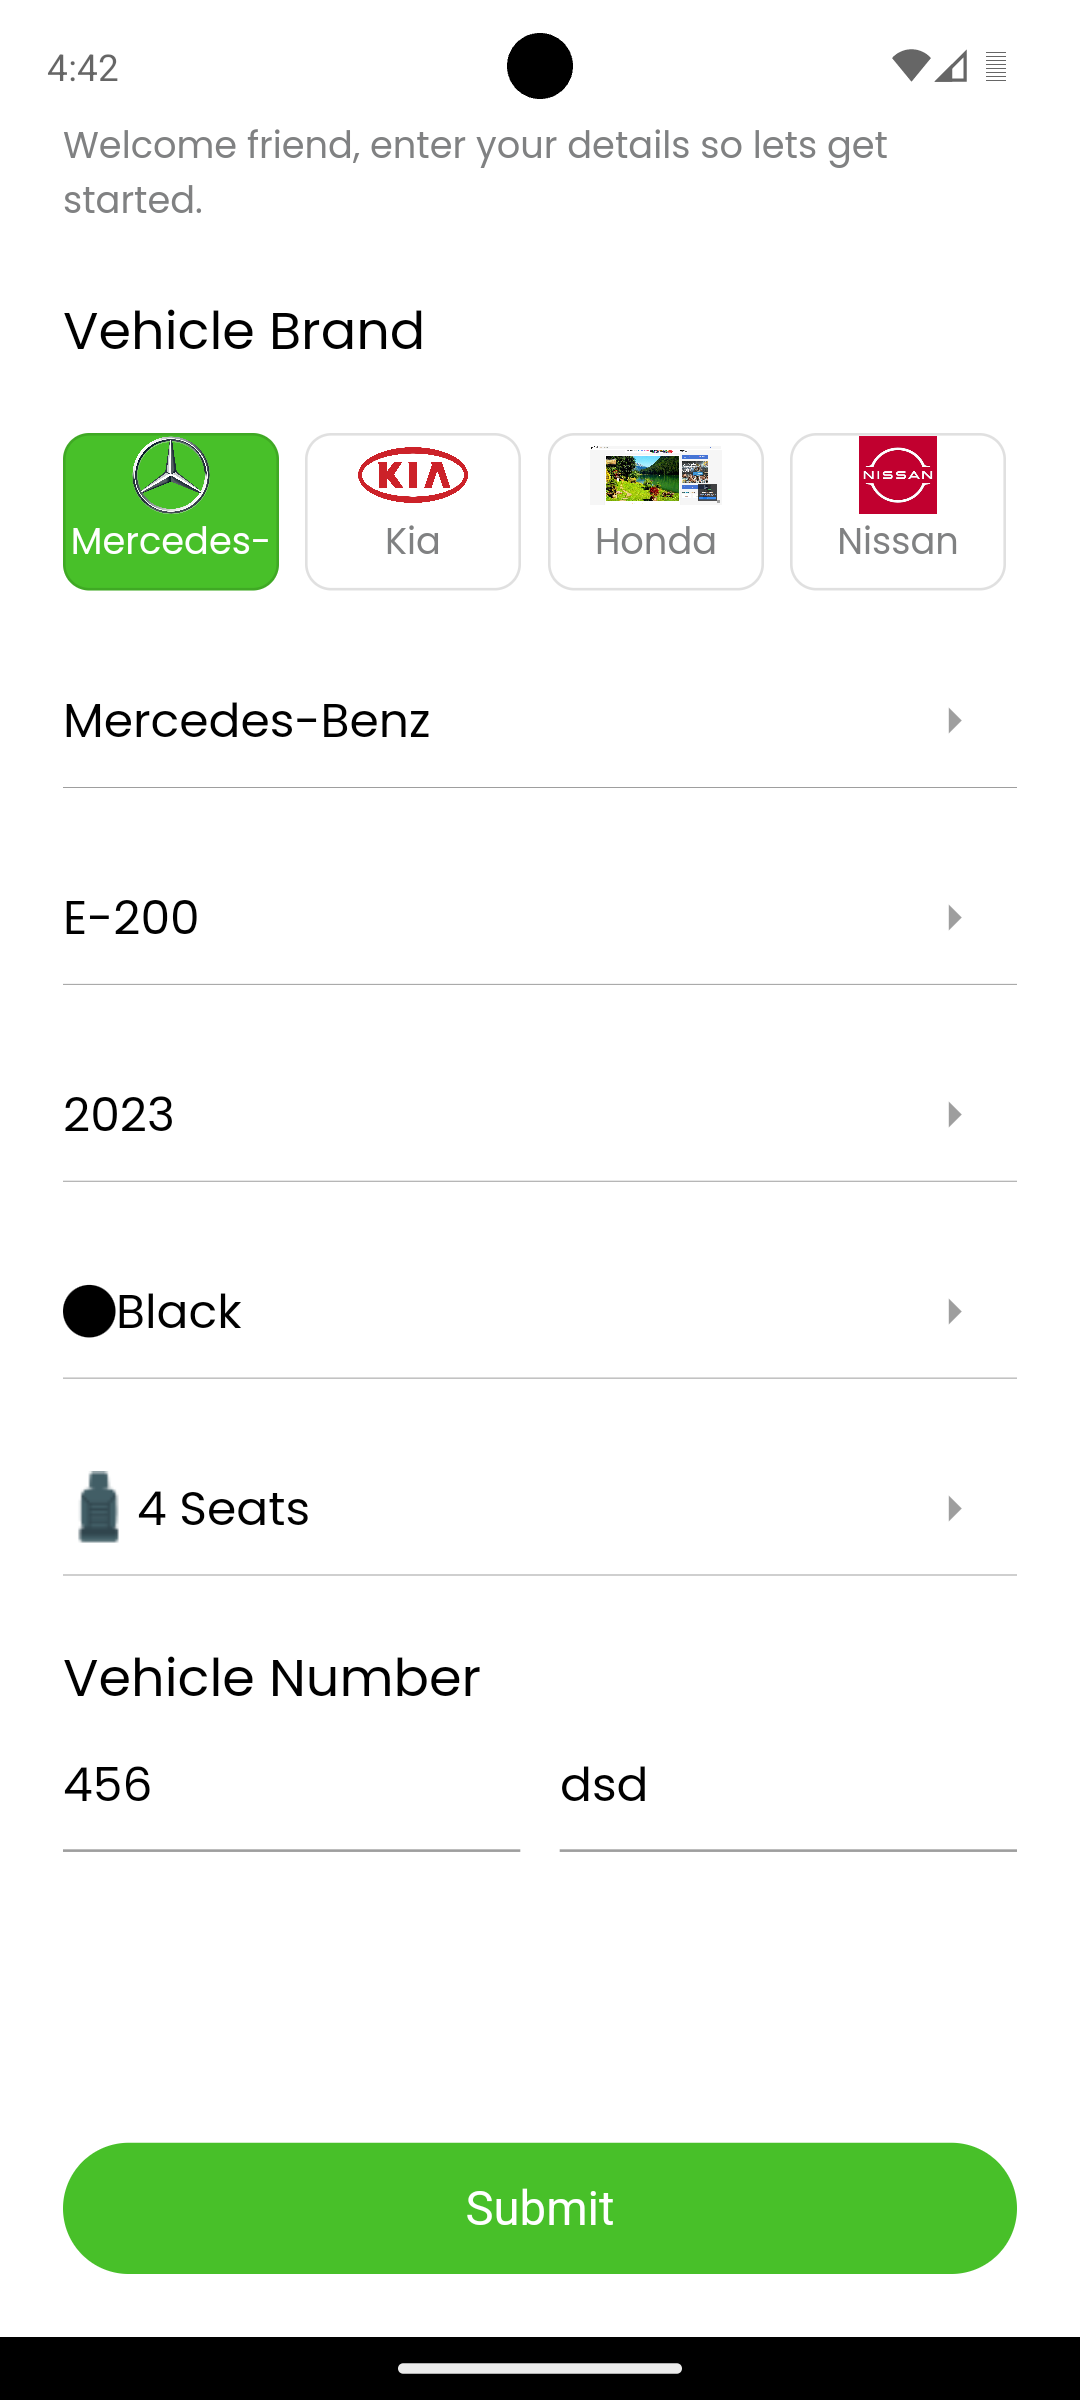 4:42
Welcome friend, enter your details so lets get
started.
Vehicle Brand
KIA
NISSAN
Mercedes-
Kia
Honda
Nissan
Mercedes-Benz
E-200
2023
Black
4 Seats
Vehicle Number
456
dsd
Submit